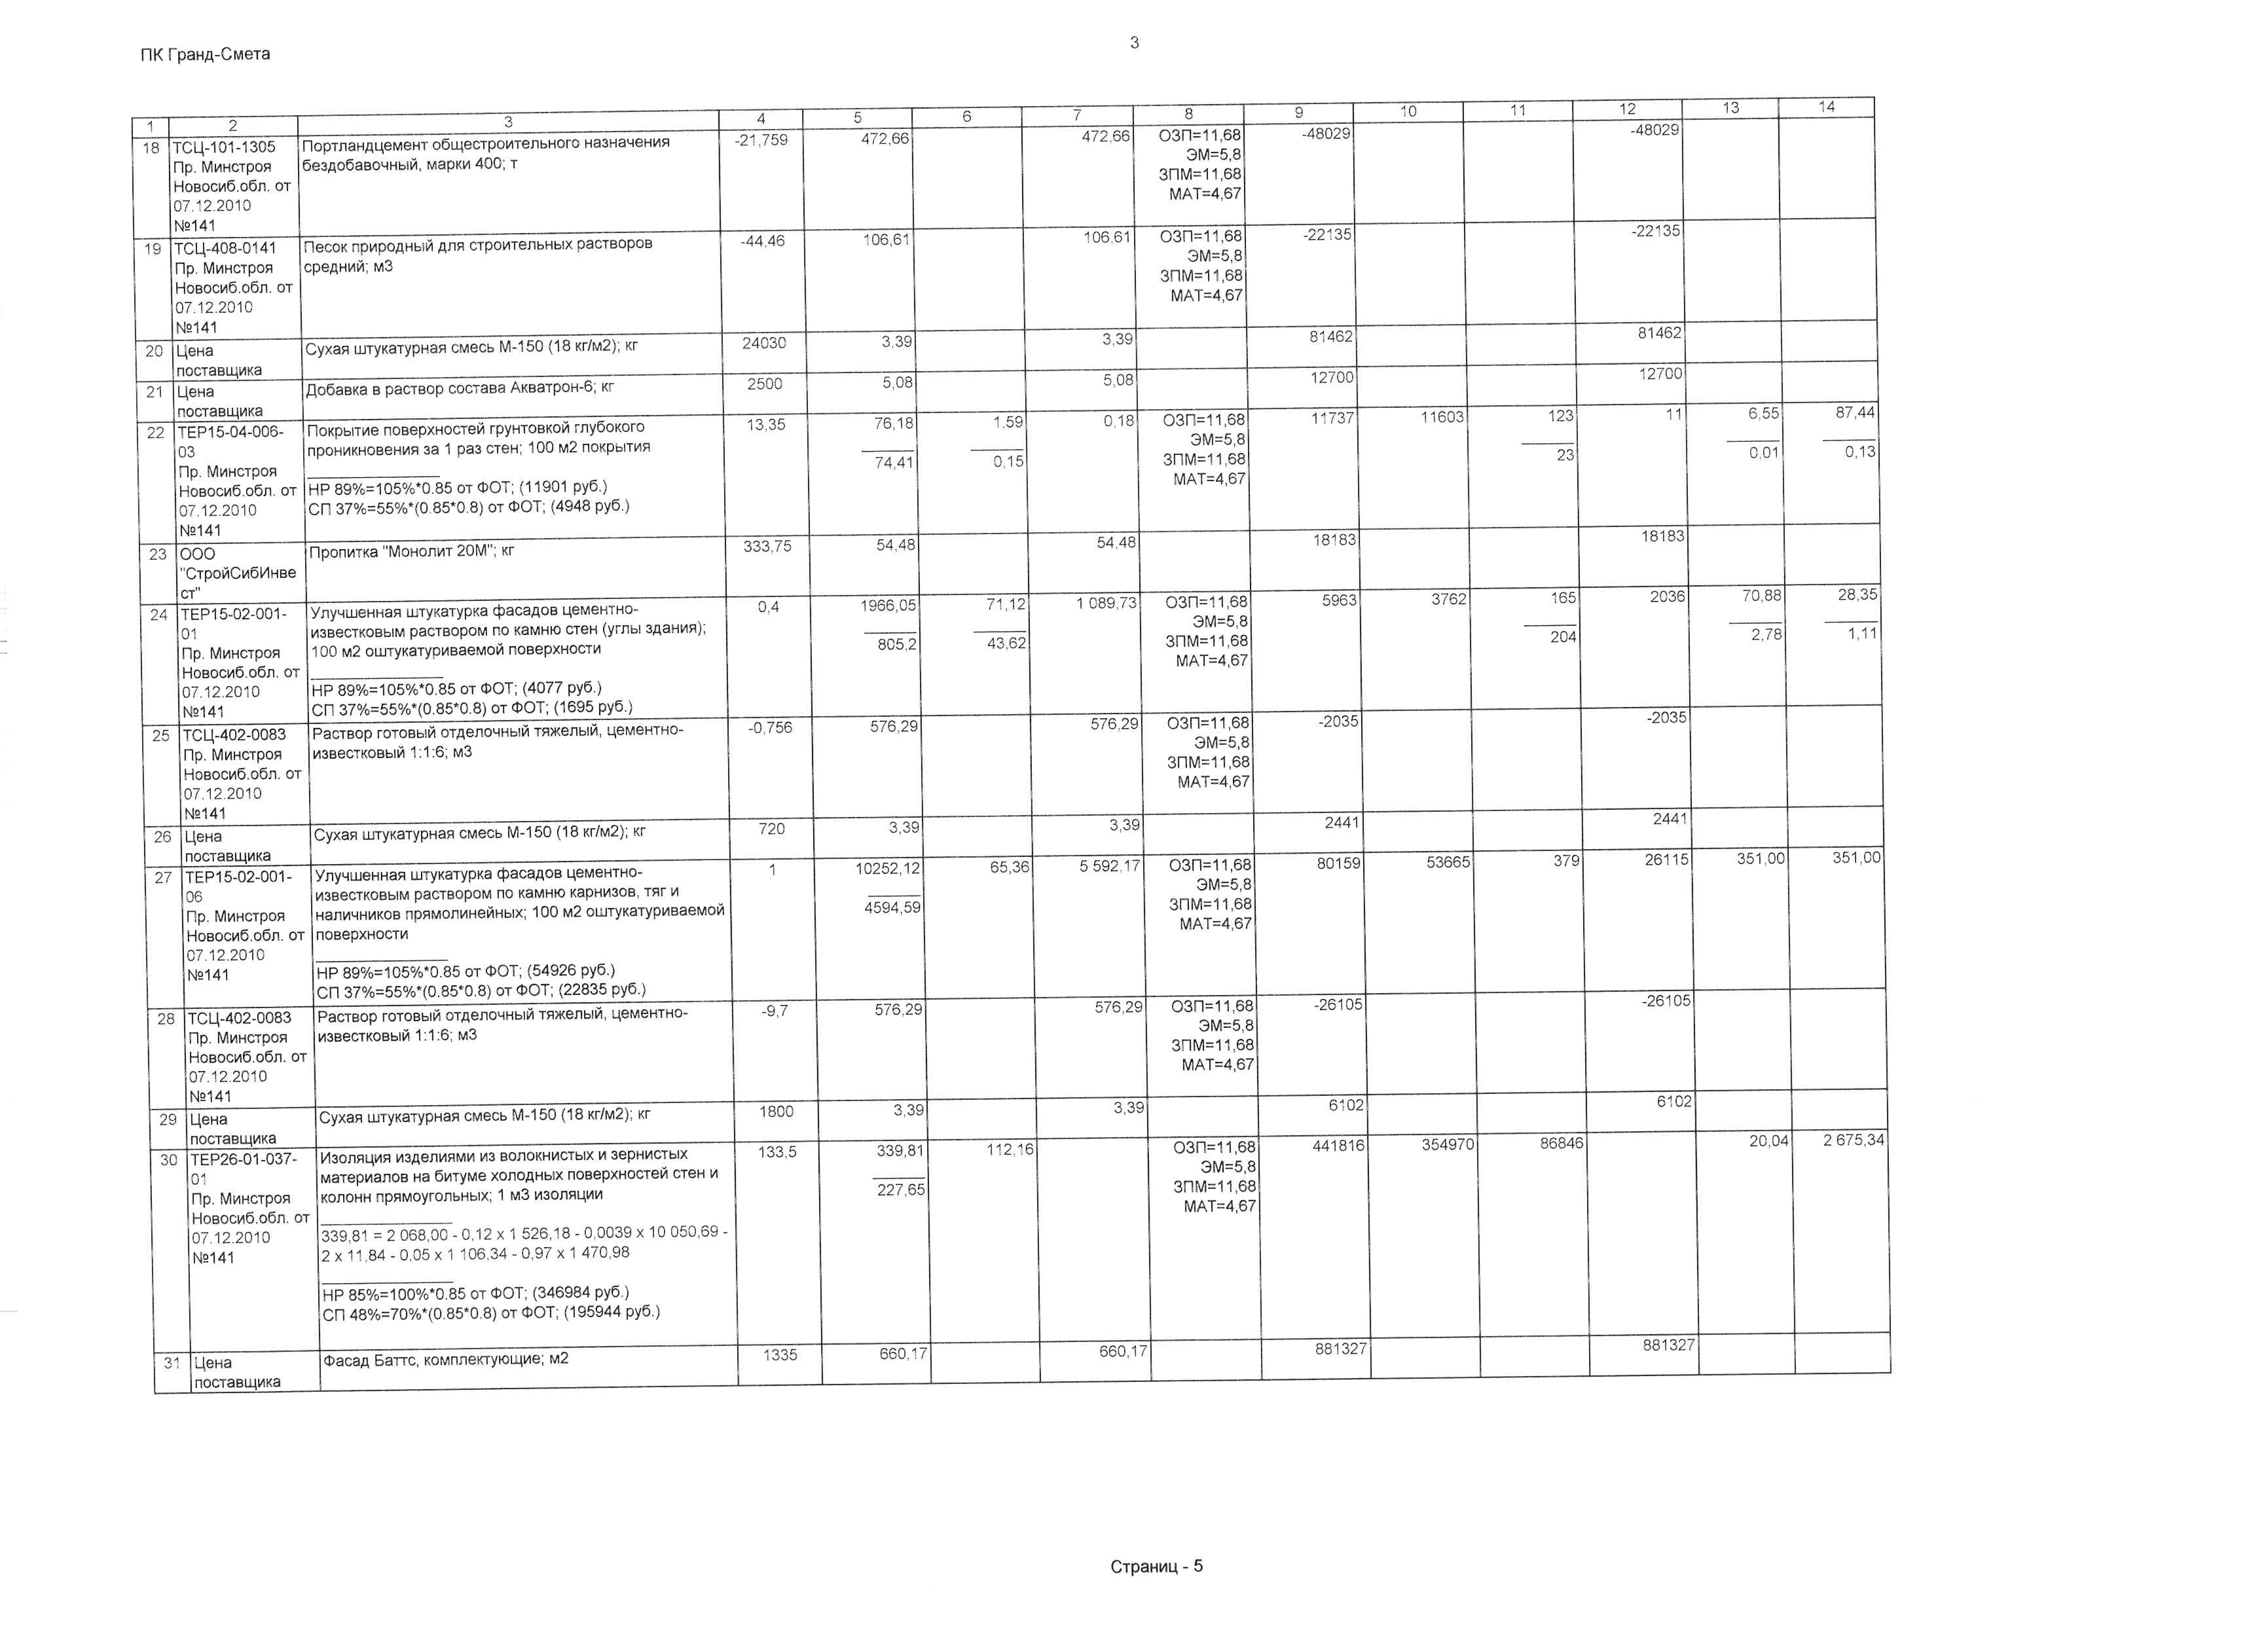 ПК Гранд-Смета
3
1 2 3 4 5 6 7 8 9 10 11 12 13 14
18 ТСЦ-101-1305 Портландцемент общестроительного назначения -21,759 472,66 472,66 ОЗП=11,68 -48029 -48029
Пр. Минстроя бездобавочный, марки 400; т ЭМ=5,8
Новосиб.обл. от ЗПМ=11,68
07.12.2010 МАТ=4,67
№141
19 ТСЦ-408-0141 Песок природный для строительных растворов -44,46 106,61 106,61 ОЗП=11,68 -22135 -22135
Пр. Минстроя средний; м3 ЭМ=5,8
Новосиб.обл. от ЗПМ=11,68
07.12.2010 МАТ=4,67
№141
20 Цена Сухая штукатурная смесь М-150 (18 кг/м2); кг 24030 3,39 3,39 81462 81462
поставщика
21 Цена Добавка в раствор состава Акватрон-6; кг 2500 5,08 5,08 12700 12700
поставщика
22 ТЕР15-04-006- Покрытие поверхностей грунтовкой глубокого 13,35 76,18 1,59 0,18 ОЗП=11,68 11737 11603 123 11 6,55 87,44
03 проникновения за 1 раз стен; 100 м2 покрытия ЭМ=5,8
Пр. Минстроя 74,41 0,15 ЗПМ=11,68 23 0,01 0,13
Новосиб.обл. от НР 89%=105%*0.85 от ФОТ; (11901 руб.) МАТ=4,67
07.12.2010 СП 37%=55%*(0.85*0.8) от ФОТ; (4948 руб.)
№141
23 ООО Пропитка "Монолит 20М"; кг 333,75 54,48 54,48 18183 18183
"СтройСибИнве
ст"
24 ТЕР15-02-001- Улучшенная штукатурка фасадов цементно- 0,4 1966,05 71,12 1 089,73 ОЗП=11,68 5963 3762 165 2036 70,88 28,35
01 известковым раствором по камню стен (углы здания); ЭМ=5,8
Пр. Минстроя 100 м2 оштукатуриваемой поверхности 805,2 43,62 ЗПМ=11,68 204 2,78 1,11
Новосиб.обл. от МАТ=4,67
07.12.2010 НР 89%=105%*0.85 от ФОТ; (4077 руб.)
№141 СП 37%=55%*(0.85*0.8) от ФОТ; (1695 руб.)
25 ТСЦ-402-0083 Раствор готовый отделочный тяжелый, цементно- -0,756 576,29 576,29 ОЗП=11,68 -2035 -2035
Пр. Минстроя известковый 1:1:6; м3 ЭМ=5,8
Новосиб.обл. от ЗПМ=11,68
07.12.2010 МАТ=4,67
№141
26 Цена Сухая штукатурная смесь М-150 (18 кг/м2); кг 720 3,39 3,39 2441 2441
поставщика
27 ТЕР15-02-001- Улучшенная штукатурка фасадов цементно- 1 10252,12 65,36 5 592,17 ОЗП=11,68 80159 53665 379 26115 351,00 351,00
06 известковым раствором по камню карнизов, тяг и ЭМ=5,8
Пр. Минстроя наличников прямолинейных; 100 м2 оштукатуриваемой 4594,59 ЗПМ=11,68
Новосиб.обл. от поверхности МАТ=4,67
07.12.2010
№141 НР 89%=105%*0.85 от ФОТ; (54926 руб.)
СП 37%=55%*(0.85*0.8) от ФОТ; (22835 руб.)
28 ТСЦ-402-0083 Раствор готовый отделочный тяжелый, цементно- -9,7 576,29 576,29 ОЗП=11,68 -26105 -26105
Пр. Минстроя известковый 1:1:6; м3 ЭМ=5,8
Новосиб.обл. от ЗПМ=11,68
07.12.2010 МАТ=4,67
№141
29 Цена Сухая штукатурная смесь М-150 (18 кг/м2); кг 1800 3,39 3,39 6102 6102
поставщика
30 ТЕР26-01-037- Изоляция изделиями из волокнистых и зернистых 133,5 339,81 112,16 ОЗП=11,68 441816 354970 86846 20,04 2 675,34
01 материалов на битуме холодных поверхностей стен и ЭМ=5,8
Пр. Минстроя колонн прямоугольных; 1 м3 изоляции 227,65 ЗПМ=11,68
Новосиб.обл. от МАТ=4,67
07.12.2010 339,81 = 2 068,00 - 0,12 x 1 526,18 - 0,0039 x 10 050,69 -
№141 2 x 11,84 - 0,05 x 1 106,34 - 0,97 x 1 470,98
НР 85%=100%*0.85 от ФОТ; (346984 руб.)
СП 48%=70%*(0.85*0.8) от ФОТ; (195944 руб.)
31 Цена Фасад Баттс, комплектующие; м2 1335 660,17 660,17 881327 881327
поставщика
Страниц - 5